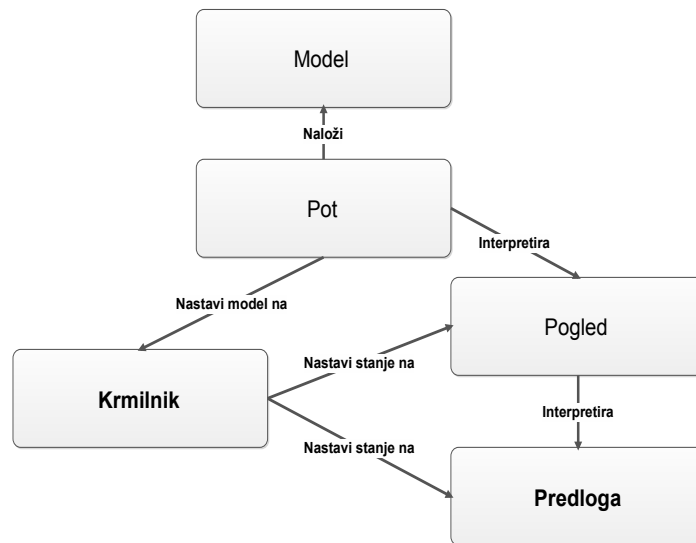 Model
Naloži
Pot
Interpretira
Nastavi model na
Pogled
Nastavi stanje na
Krmilnik
Interpretira
Nastavi stanje na
Predloga